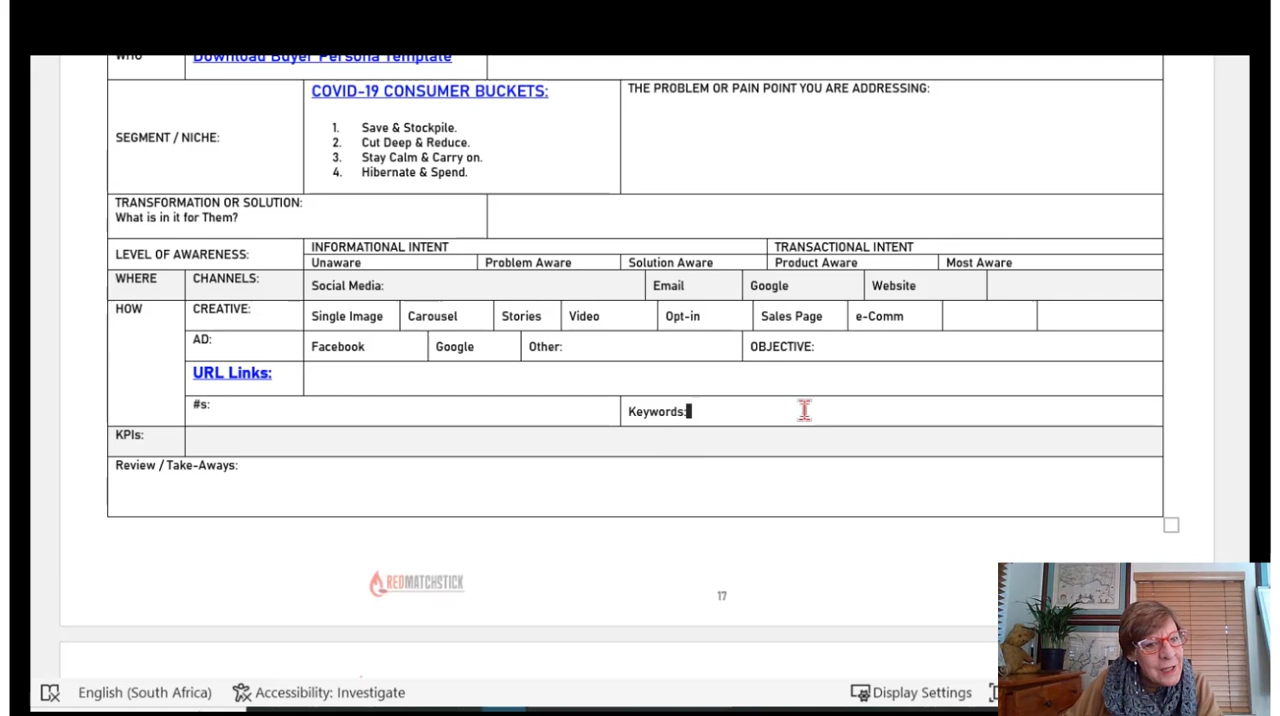 WHO
Download Buyer Persona Template
SEGMENT / NICHE:
COVID-19 CONSUMER BUCKETS:
1. Save & Stockpile.
2. Cut Deep & Reduce.
3. Stay Calm & Carry on.
4. Hibernate & Spend.
THE PROBLEM OR PAIN POINT YOU ARE ADDRESSING:
TRANSFORMATION OR SOLUTION:
What is in it for Them?
LEVEL OF AWARENESS:
INFORMATIONAL INTENT
TRANSACTIONAL INTENT
Unaware
Problem Aware
Solution Aware
Product Aware
Most Aware
WHERE
CHANNELS:
Social Media:
Email
Google
Website
HOW
CREATIVE:
Single Image
Carousel
Stories
Video
Opt-in
Sales Page
e-Comm
AD:
Facebook
Google
Other:
OBJECTIVE:
URL Links:
#s:
Keywords:
KPIs:
Review / Take-Aways:
REDMATCHSTICK
17
English (South Africa)
Accessibility: Investigate
Display Settings